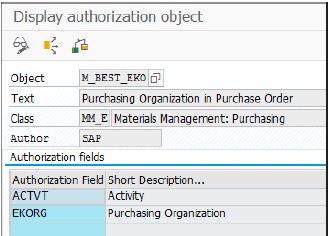 Display authorization object
Object M_BEST_EKO
Text Purchasing Organization in Purchase Order
Class MM_E Materials Management: Purchasing
Author SAP
Authorization fields
Authorization Field Short Description...
ACTVT Activity
EKORG Purchasing Organization